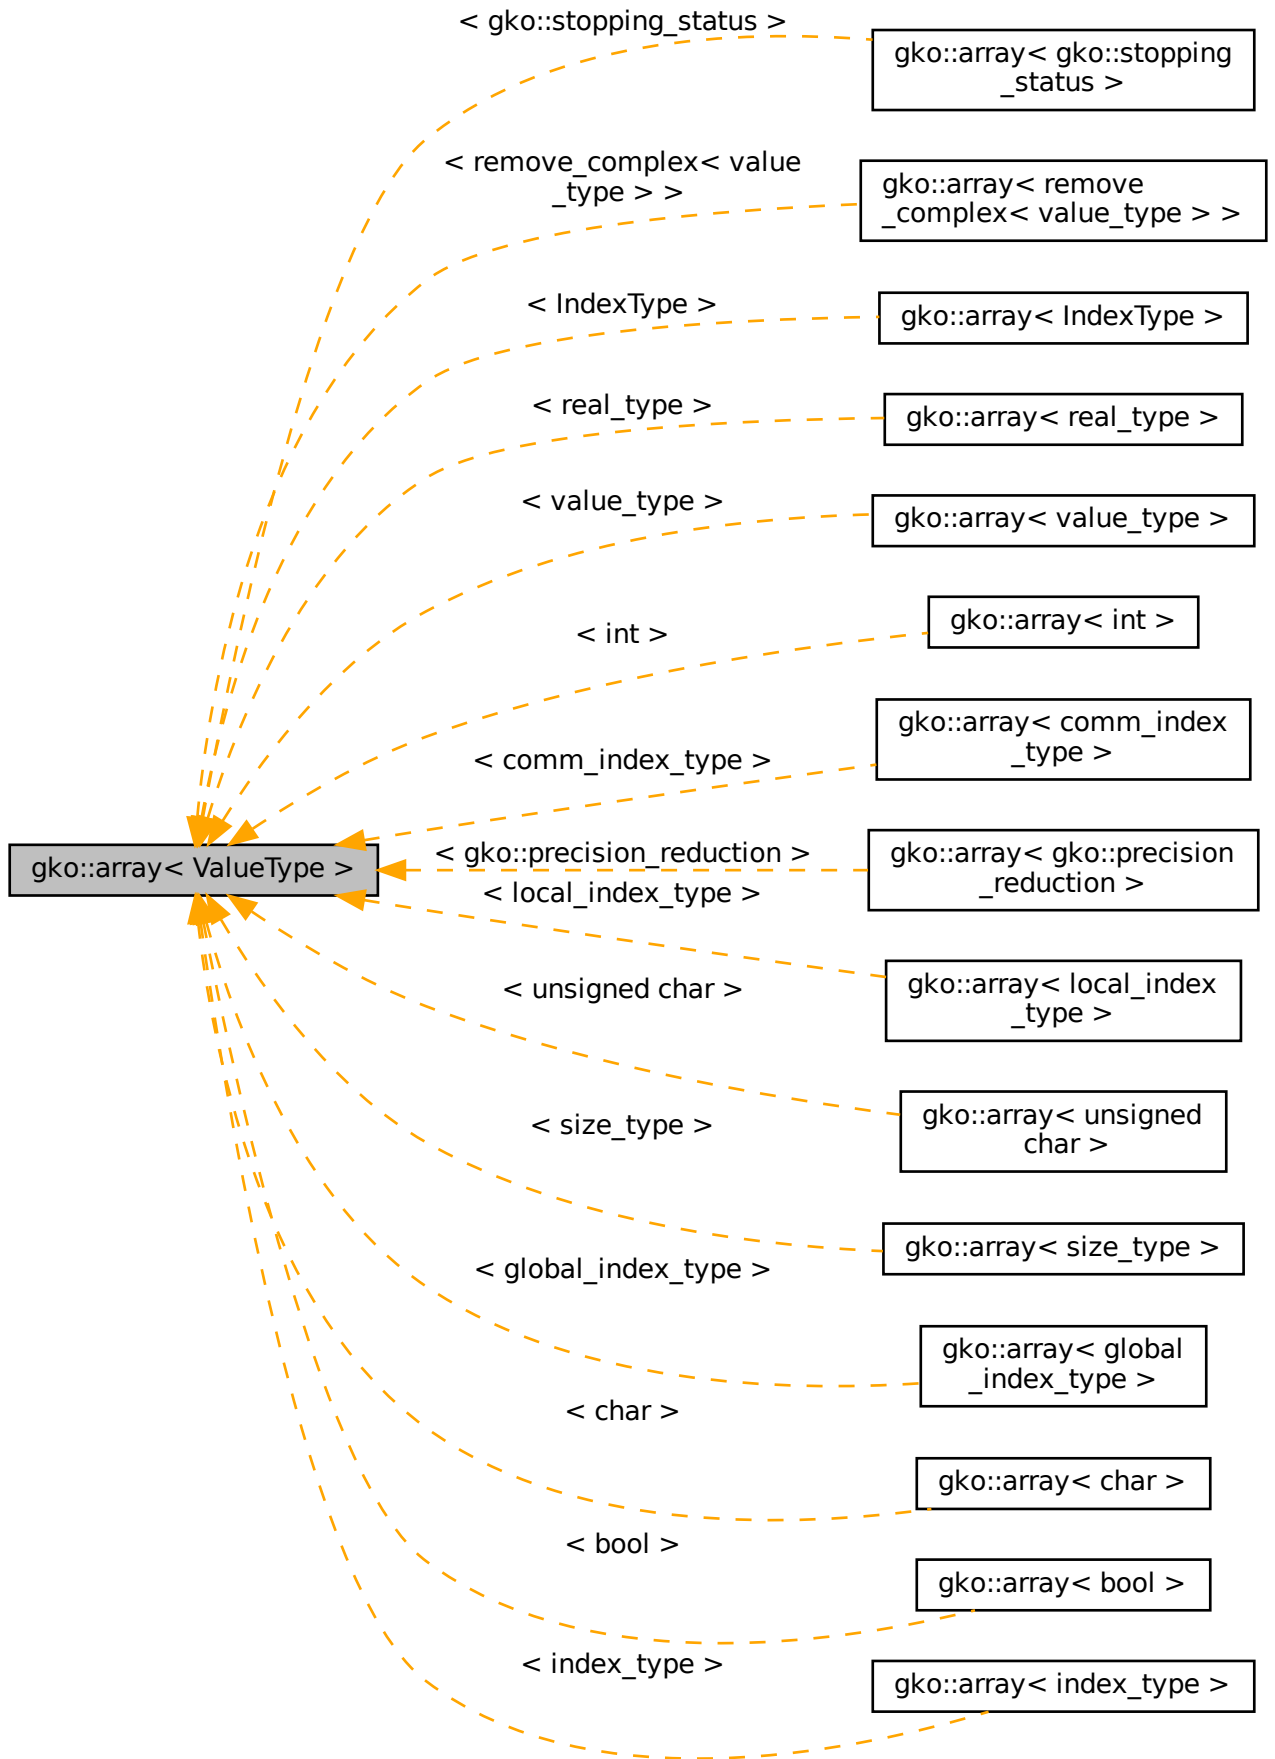 < gko::stopping_status >
gko::array< gko::stopping
_status >
< remove_complex< value
_type > >
gko::array< remove
_complex< value_type > >
< IndexType >
gko::array< IndexType >
< real_type >
gko::array< real_type >
< value_type >
gko::array< value_type >
< int >
gko::array< int >
< comm_index_type >
gko::array< comm_index
_type >
gko::array< ValueType >
< gko::precision_reduction >
gko::array< gko::precision
_reduction >
< local_index_type >
gko::array< local_index
_type >
< unsigned char >
gko::array< unsigned
char >
< size_type >
gko::array< size_type >
< global_index_type >
gko::array< global
_index_type >
< char >
gko::array< char >
< bool >
gko::array< bool >
< index_type >
gko::array< index_type >